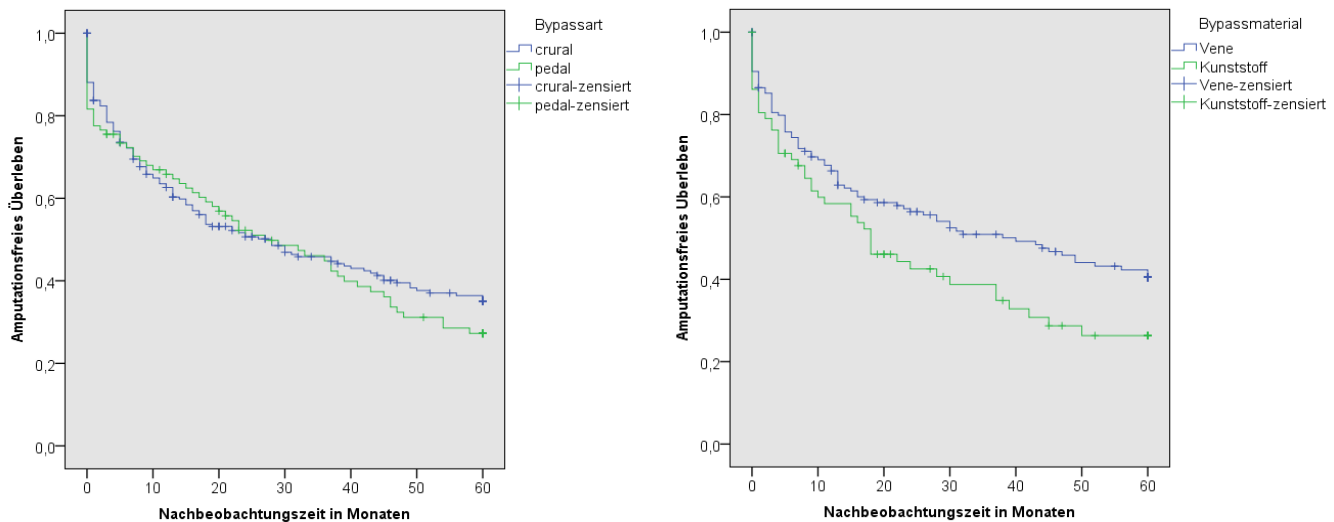 Bypassart
crural
pedal
crural-zensiert
pedal-zensiert
Amputationsfreies Überleben
1,0
0,8
0,6
0,4
0,2
0,0
0 10 20 30 40 50 60
Nachbeobachtungszeit in Monaten
Bypassmaterial
Vene
Kunststoff
Vene-zensiert
Kunststoff-zensiert
Amputationsfreies Überleben
1,0
0,8
0,6
0,4
0,2
0,0
0 10 20 30 40 50 60
Nachbeobachtungszeit in Monaten